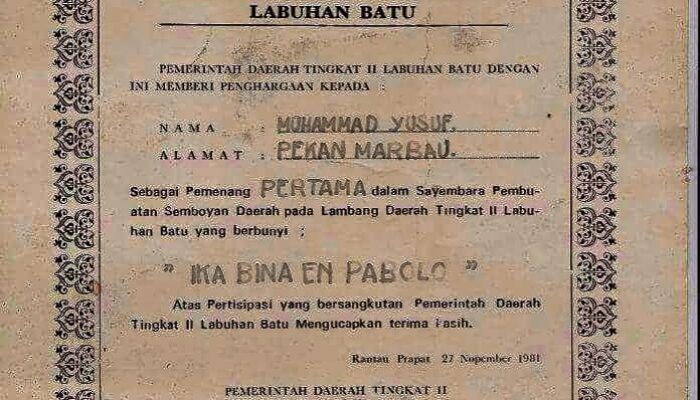 LABUHAN BATU
PEMERINTAH DAERAH TINGKAT II LABUHAN BATU DENGAN
INI MEMBERI PENGHARGAAN KEPADA :
NAMA : MUHAMMAD YUSUF.
ALAMAT : PEKAN MARBAU.
Sebagai Pemenang PERTAMA dalam Sayembara Pembu-
atan Semboyan Daerah pada Lambang Daerah Tingkat II Labu-
han Batu yang berbunyi ;
" IKA BINA EN PABOLO "
Atas Pertisipasi yang bersangkutan Pemerintah Daerah
Tingkat II Labuhan Batu Mengucapkan terima kasih.
Rantau Prapat 27 Nopember 1981
PEMERINTAH DAERAH TINGKAT II